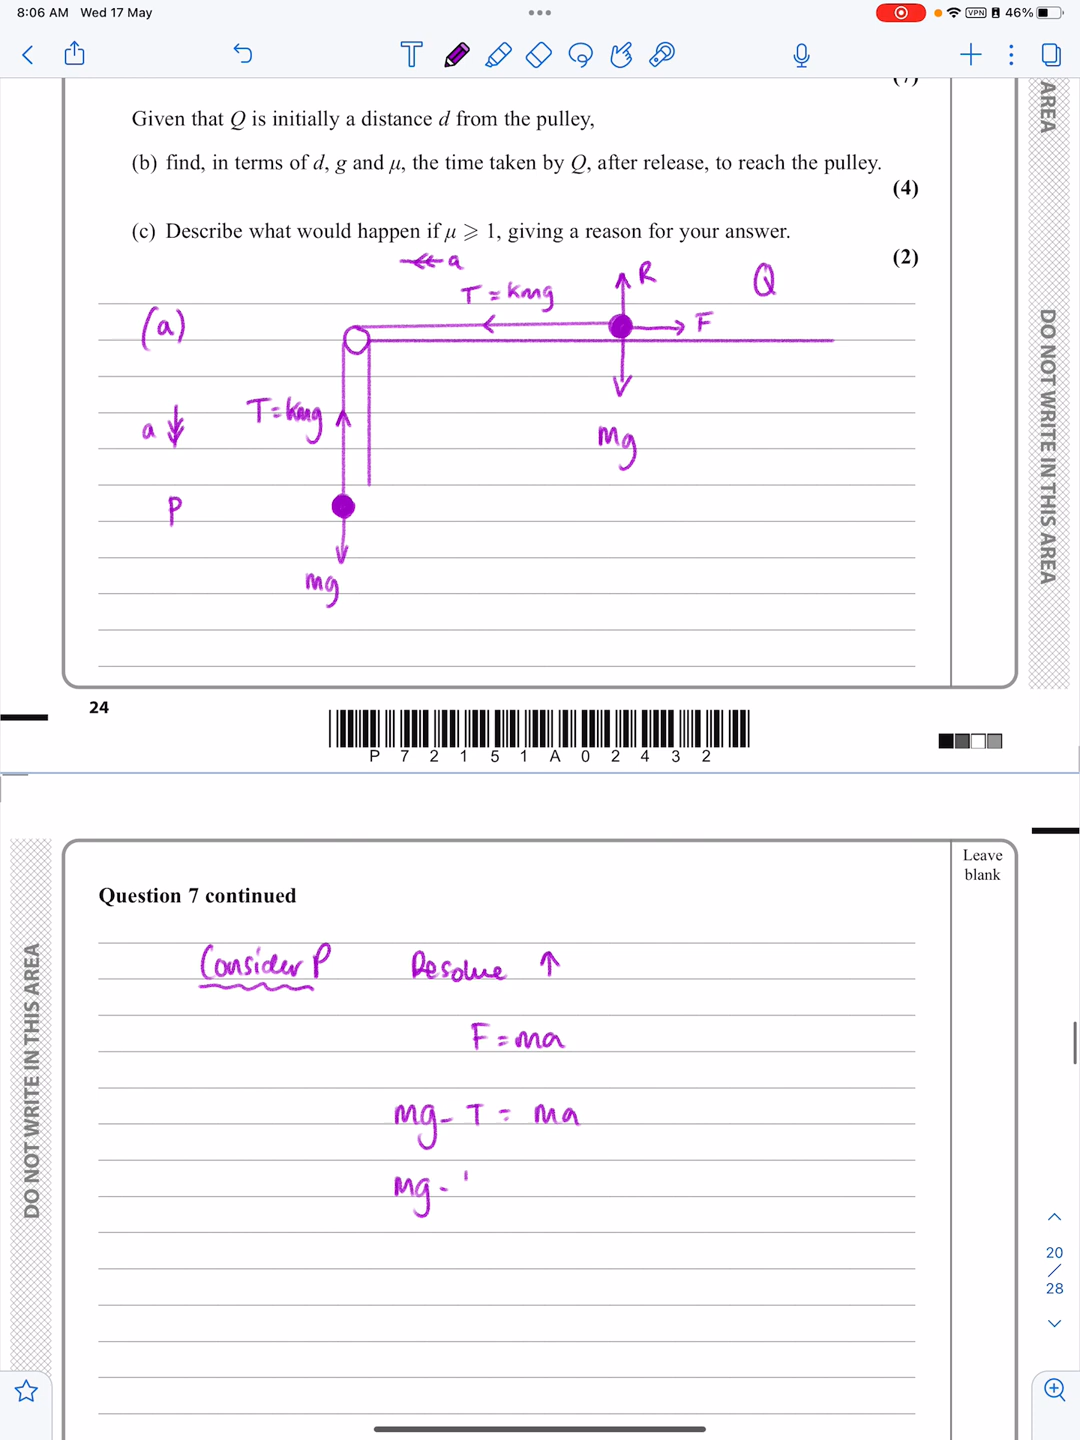 8:06 AM Wed 17 May
VPN
46%
T
(7)
Given that Q is initially a distance d from the pulley,
(b) find, in terms of d, g and μ, the time taken by Q, after release, to reach the pulley.
(4)
(c) Describe what would happen if μ ⩾ 1, giving a reason for your answer.
(2)
a
T = kmg
R
Q
(a)
F
T = kmg
a
mg
P
mg
AREA
DO NOT WRITE IN THIS AREA
24
P 7 2 1 5 1 A 0 2 4 3 2
Leave
blank
Question 7 continued
DO NOT WRITE IN THIS AREA
Consider P Resolve ↑
F = ma
mg - T = ma
mg -
20
/
28